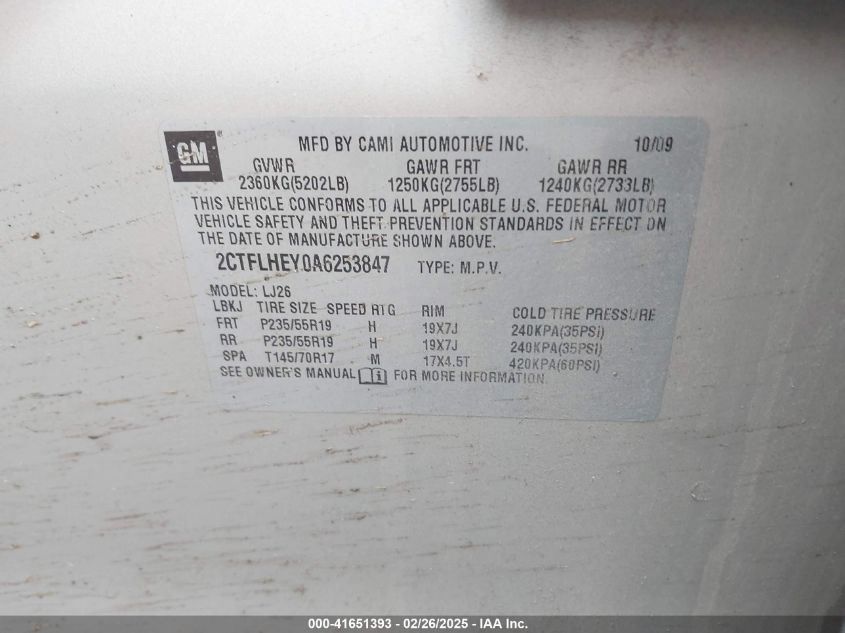 GM
MFD BY CAMI AUTOMOTIVE INC. 10/09
GVWR GAWR FRT GAWR RR
2360KG(5202LB) 1250KG(2755LB) 1240KG(2733LB)
THIS VEHICLE CONFORMS TO ALL APPLICABLE U.S. FEDERAL MOTOR
VEHICLE SAFETY AND THEFT PREVENTION STANDARDS IN EFFECT ON
THE DATE OF MANUFACTURE SHOWN ABOVE.
2CTFLHEY0A6253847 TYPE: M.P.V.
MODEL: LJ26
LBKJ TIRE SIZE SPEED RTG RIM COLD TIRE PRESSURE
FRT P235/55R19 H 19X7J 240KPA(35PSI)
RR P235/55R19 H 19X7J 240KPA(35PSI)
SPA T145/70R17 M 17X4.5T 420KPA(60PSI)
SEE OWNER'S MANUAL FOR MORE INFORMATION.
000-41651393 - 02/26/2025 - IAA Inc.